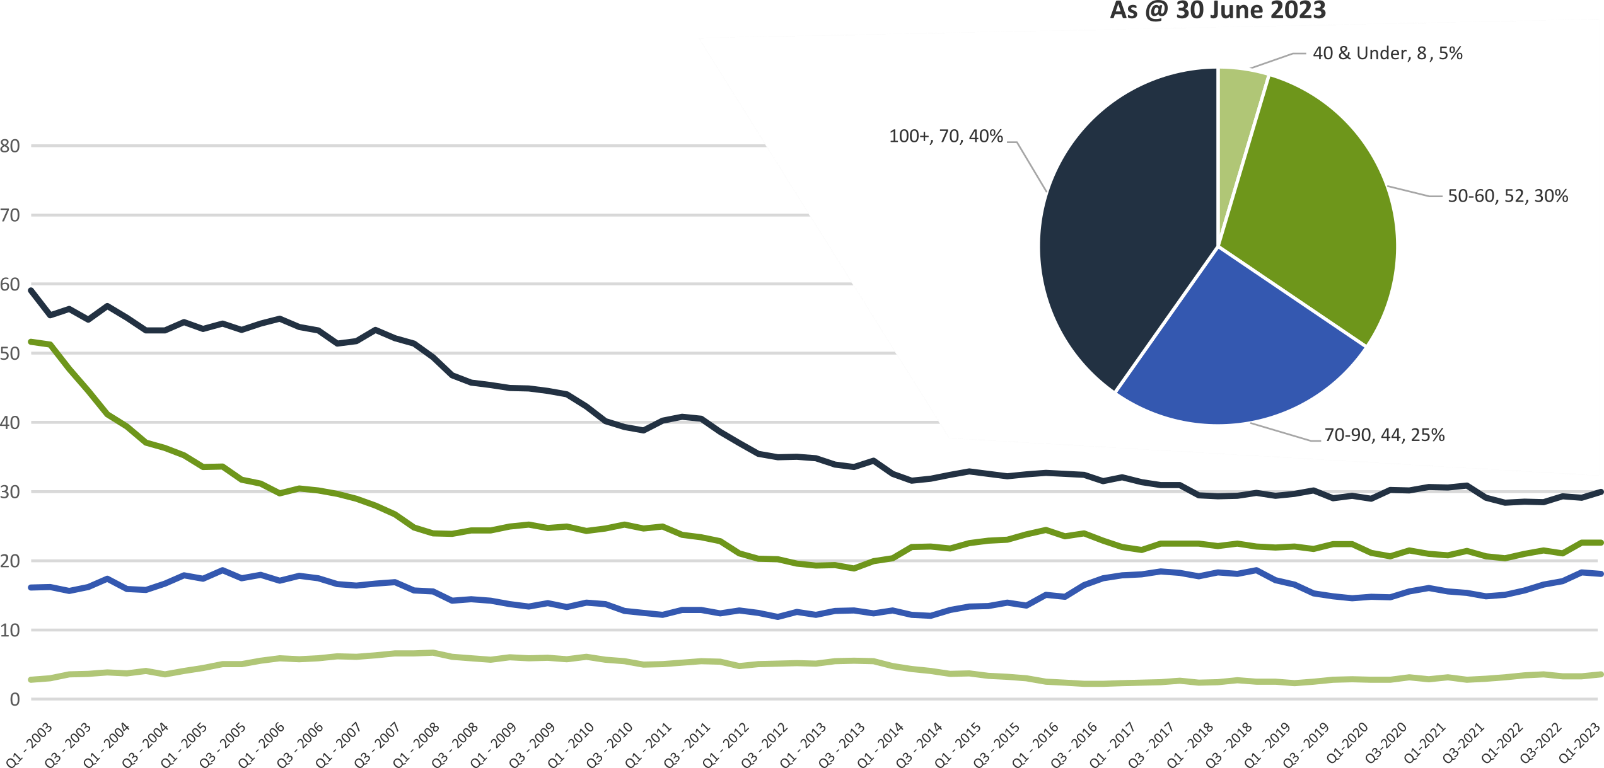 As @ 30 June 2023
40 & Under, 8, 5%
100+, 70, 40%
50-60, 52, 30%
70-90, 44, 25%
80
70
60
50
40
30
20
10
0
Q1 - 2003
Q3 - 2003
Q1 - 2004
Q3 - 2004
Q1 - 2005
Q3 - 2005
Q1 - 2006
Q3 - 2006
Q1 - 2007
Q3 - 2007
Q1 - 2008
Q3 - 2008
Q1 - 2009
Q3 - 2009
Q1 - 2010
Q3 - 2010
Q1 - 2011
Q3 - 2011
Q1 - 2012
Q3 - 2012
Q1 - 2013
Q3 - 2013
Q1 - 2014
Q3 - 2014
Q1 - 2015
Q3 - 2015
Q1 - 2016
Q3 - 2016
Q1 - 2017
Q3 - 2017
Q1 - 2018
Q3 - 2018
Q1 - 2019
Q3 - 2019
Q1-2020
Q3-2020
Q1-2021
Q3-2021
Q1-2022
Q3-2022
Q1-2023